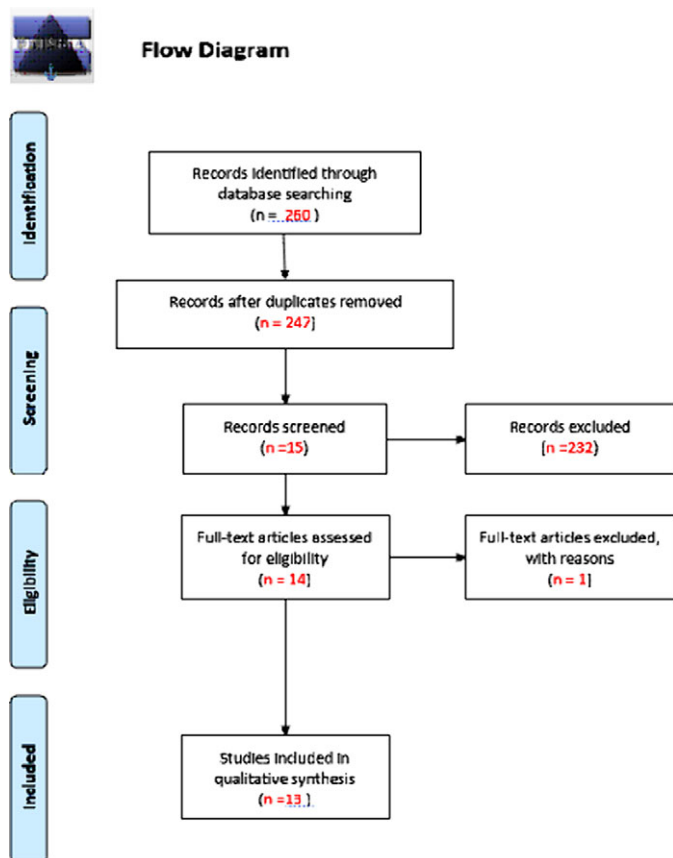 Flow Diagram
Identification
Records identified through
database searching
(n = 260 )
Records after duplicates removed
(n = 247)
Screening
Records screened
(n =15)
Records excluded
(n =232)
Eligibility
Full-text articles assessed
for eligibility
(n = 14)
Full-text articles excluded,
with reasons
(n = 1)
Included
Studies included in
qualitative synthesis
(n =13 )